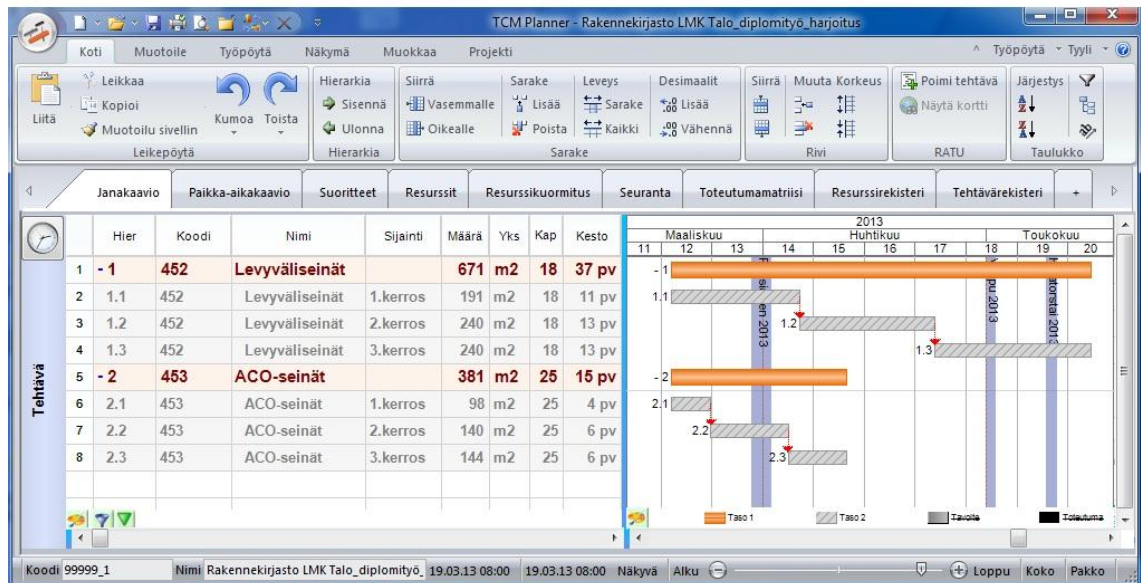 TCM Planner - Rakennekirjasto LMK Talo_diplomityö_harjoitus
Koti Muotoile Työpöytä Näkymä Muokkaa Projekti Työpöytä Tyyli
Leikkaa Hierarkia Siirrä Sarake Leveys Desimaalit Siirrä Muuta Korkeus Poimi tehtävä Järjestys
Liitä Kopioi Kumoa Toista Sisennä Vasemmalle Lisää Sarake Lisää Näytä kortti
Muotoilu sivellin Ulonna Oikealle Poista Kaikki Vähennä
Leikepöytä Hierarkia Sarake Rivi RATU Taulukko
Janakaavio Paikka-aikakaavio Suoritteet Resurssit Resurssikuormitus Seuranta Toteutumamatriisi Resurssirekisteri Tehtävärekisteri +
2013
Hier Koodi Nimi Sijainti Määrä Yks Kap Kesto Maaliskuu Huhtikuu Toukokuu
11 12 13 14 15 16 17 18 19 20
Tehtävä
1 - 1 452 Levyväliseinät 671 m2 18 37 pv - 1
2 1.1 452 Levyväliseinät 1.kerros 191 m2 18 11 pv 1.1
3 1.2 452 Levyväliseinät 2.kerros 240 m2 18 13 pv 1.2
4 1.3 452 Levyväliseinät 3.kerros 240 m2 18 13 pv 1.3
5 - 2 453 ACO-seinät 381 m2 25 15 pv - 2
6 2.1 453 ACO-seinät 1.kerros 98 m2 25 4 pv 2.1
7 2.2 453 ACO-seinät 2.kerros 140 m2 25 6 pv 2.2
8 2.3 453 ACO-seinät 3.kerros 144 m2 25 6 pv 2.3
Taso 1 Taso 2 Tavoite Toteutuma
Koodi 99999_1 Nimi Rakennekirjasto LMK Talo_diplomityö_ 19.03.13 08:00 19.03.13 08:00 Näkyvä Alku Loppu Koko Pakko